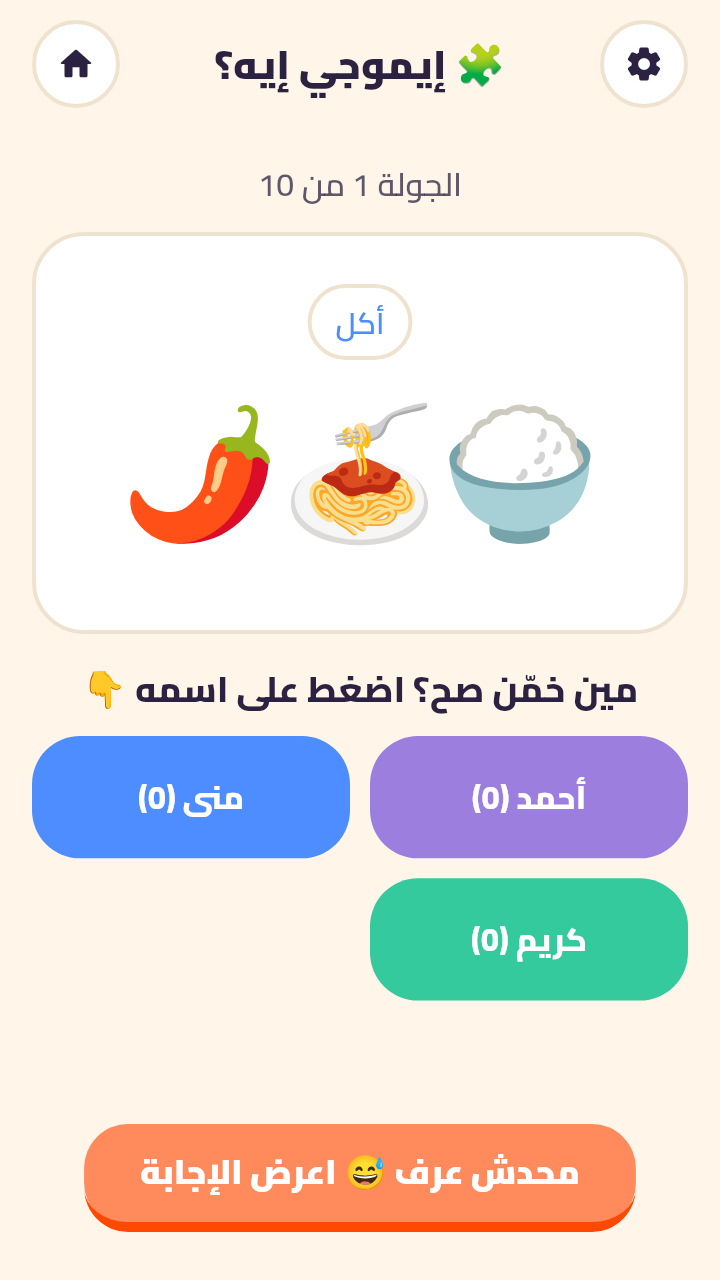 🧩 إيموجي إيه؟
الجولة 1 من 10
أكل
مين خمّن صح؟ اضغط على اسمه 👇
أحمد (0)
منى (0)
كريم (0)
محدش عرف 😅 اعرض الإجابة